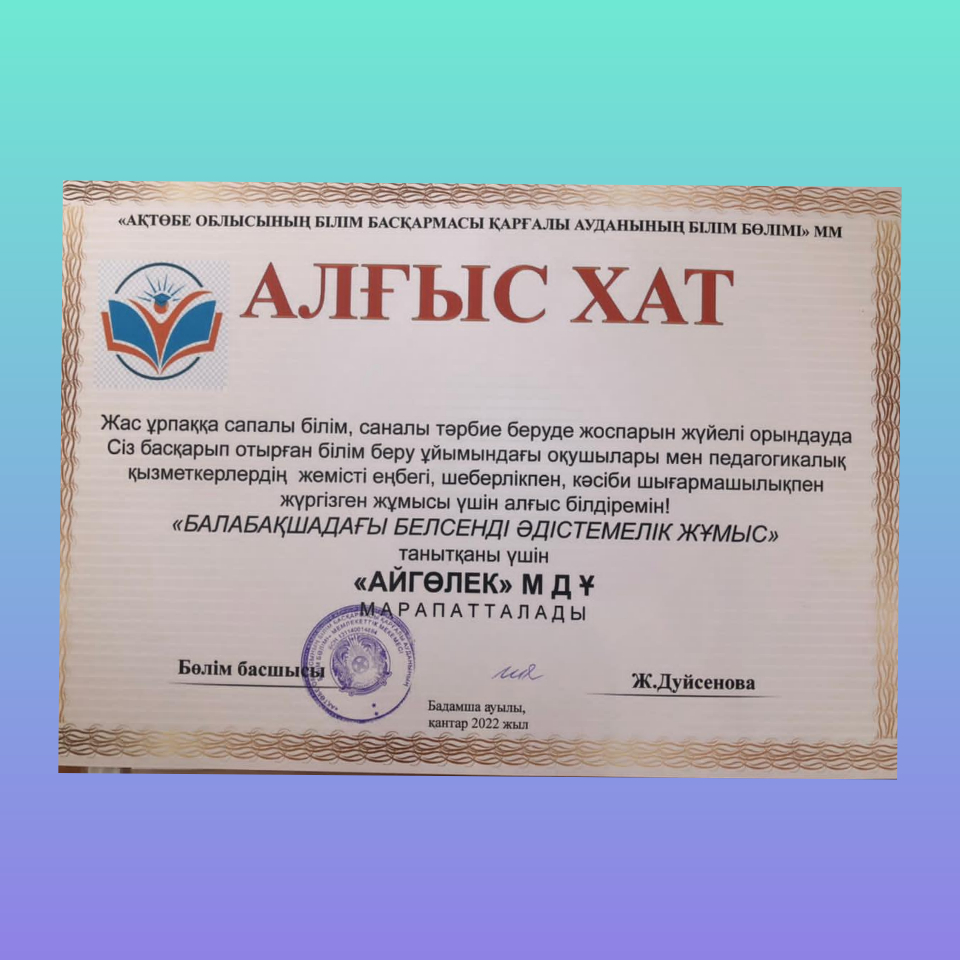 «АҚТӨБЕ ОБЛЫСЫНЫҢ БІЛІМ БАСҚАРМАСЫ ҚАРҒАЛЫ АУДАНЫНЫҢ БІЛІМ БӨЛІМІ» ММ
АЛҒЫС ХАТ
Жас ұрпаққа сапалы білім, саналы тәрбие беруде жоспарын жүйелі орындауда
Сіз басқарып отырған білім беру ұйымындағы оқушылары мен педагогикалық
қызметкерлердің жемісті еңбегі, шеберлікпен, кәсіби шығармашылықпен
жүргізген жұмысы үшін алғыс білдіремін!
«БАЛАБАҚШАДАҒЫ БЕЛСЕНДІ ӘДІСТЕМЕЛІК ЖҰМЫС»
танытқаны үшін
«АЙГӨЛЕК» М Д Ұ
МАРАПАТТАЛАДЫ
Бөлім басшысы
Ж.Дуйсенова
Бадамша ауылы,
қантар 2022 жыл